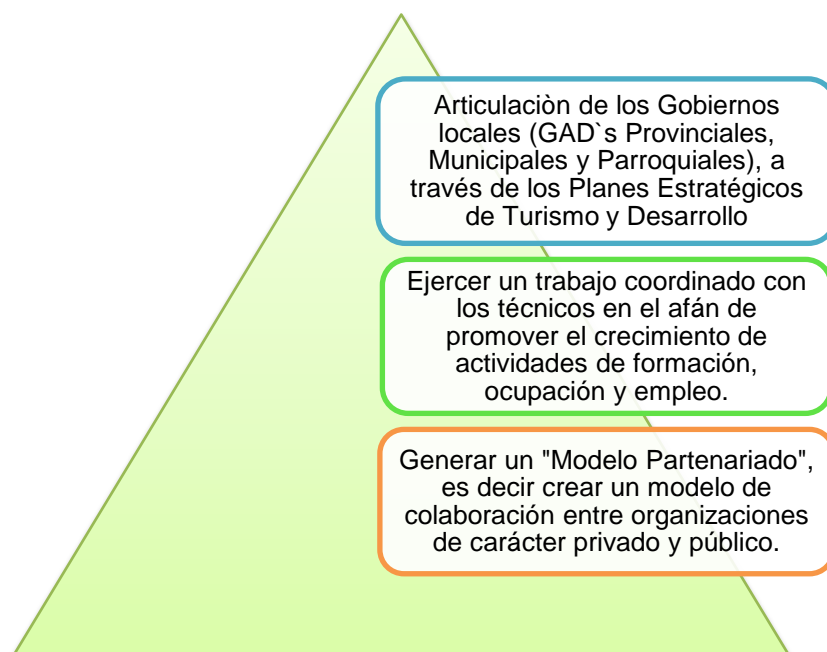 Articulaciòn de los Gobiernos
locales (GAD`s Provinciales,
Municipales y Parroquiales), a
través de los Planes Estratégicos
de Turismo y Desarrollo
Ejercer un trabajo coordinado con
los técnicos en el afán de
promover el crecimiento de
actividades de formación,
ocupación y empleo.
Generar un "Modelo Partenariado",
es decir crear un modelo de
colaboración entre organizaciones
de carácter privado y público.